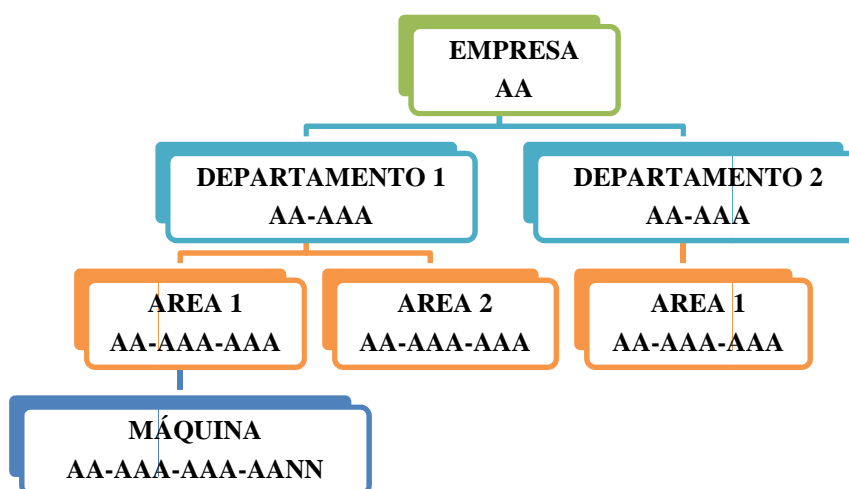 EMPRESA
AA
DEPARTAMENTO 1
AA-AAA
DEPARTAMENTO 2
AA-AAA
AREA 1
AA-AAA-AAA
AREA 2
AA-AAA-AAA
AREA 1
AA-AAA-AAA
MÁQUINA
AA-AAA-AAA-AANN